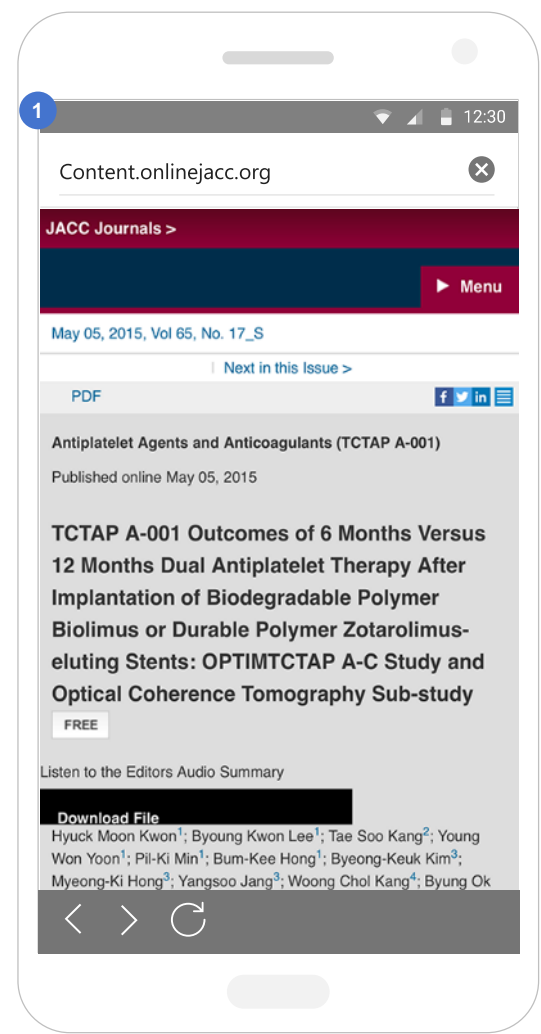 1
12:30
Content.onlinejacc.org
JACC Journals >
Menu
May 05, 2015, Vol 65, No. 17_S
Next in this Issue >
PDF
f in
Antiplatelet Agents and Anticoagulants (TCTAP A-001)
Published online May 05, 2015
TCTAP A-001 Outcomes of 6 Months Versus
12 Months Dual Antiplatelet Therapy After
Implantation of Biodegradable Polymer
Biolimus or Durable Polymer Zotarolimus-
eluting Stents: OPTIMTCTAP A-C Study and
Optical Coherence Tomography Sub-study
FREE
Listen to the Editors Audio Summary
Download File
Hyuck Moon Kwon¹; Byoung Kwon Lee¹; Tae Soo Kang²; Young
Won Yoon¹; Pil-Ki Min¹; Bum-Kee Hong¹; Byeong-Keuk Kim³;
Myeong-Ki Hong³; Yangsoo Jang³; Woong Chol Kang⁴; Byung Ok